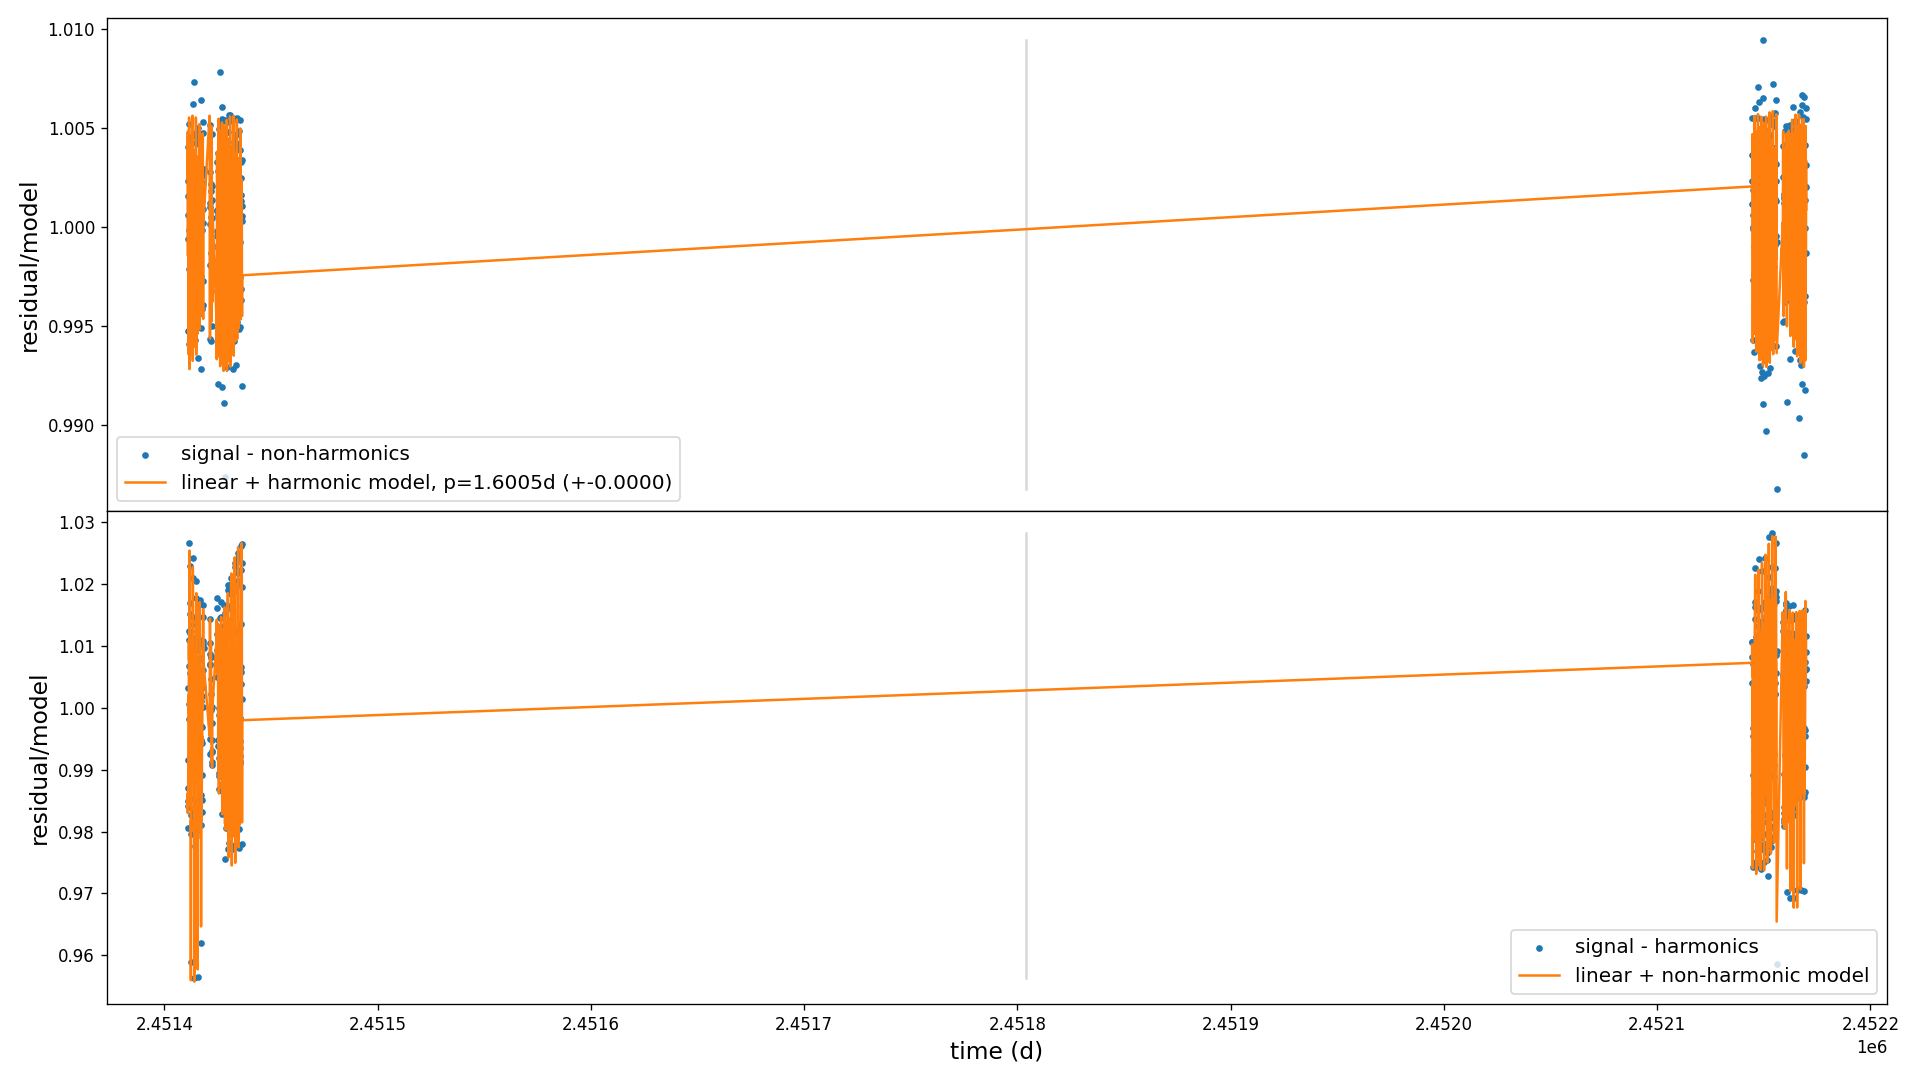 1.010
1.005
1.000
0.995
0.990
residual/model
signal - non-harmonics
linear + harmonic model, p=1.6005d (+-0.0000)
1.03
1.02
1.01
1.00
0.99
0.98
0.97
0.96
residual/model
signal - harmonics
linear + non-harmonic model
2.4514 2.4515 2.4516 2.4517 2.4518 2.4519 2.4520 2.4521 2.4522
1e6
time (d)